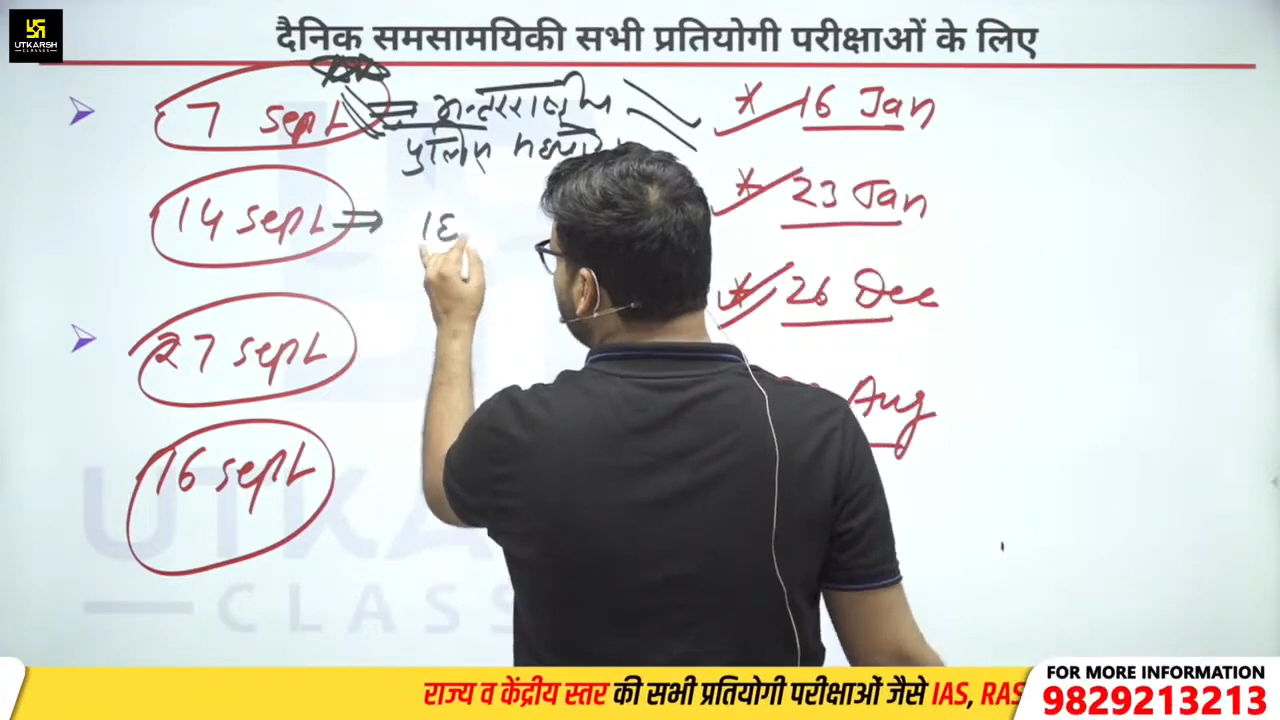 UTKARSH
CLASSES
दैनिक समसामयिकी सभी प्रतियोगी परीक्षाओं के लिए
7 Sept ⇒ अन्तरराष्ट्रीय
पुलिस
14 Sept ⇒
27 Sept
16 Sept
* 16 Jan
* 23 Jan
* 26 Dec
Aug
UTKA
CLASS
राज्य व केंद्रीय स्तर की सभी प्रतियोगी परीक्षाओं जैसे IAS, RAS
FOR MORE INFORMATION
9829213213